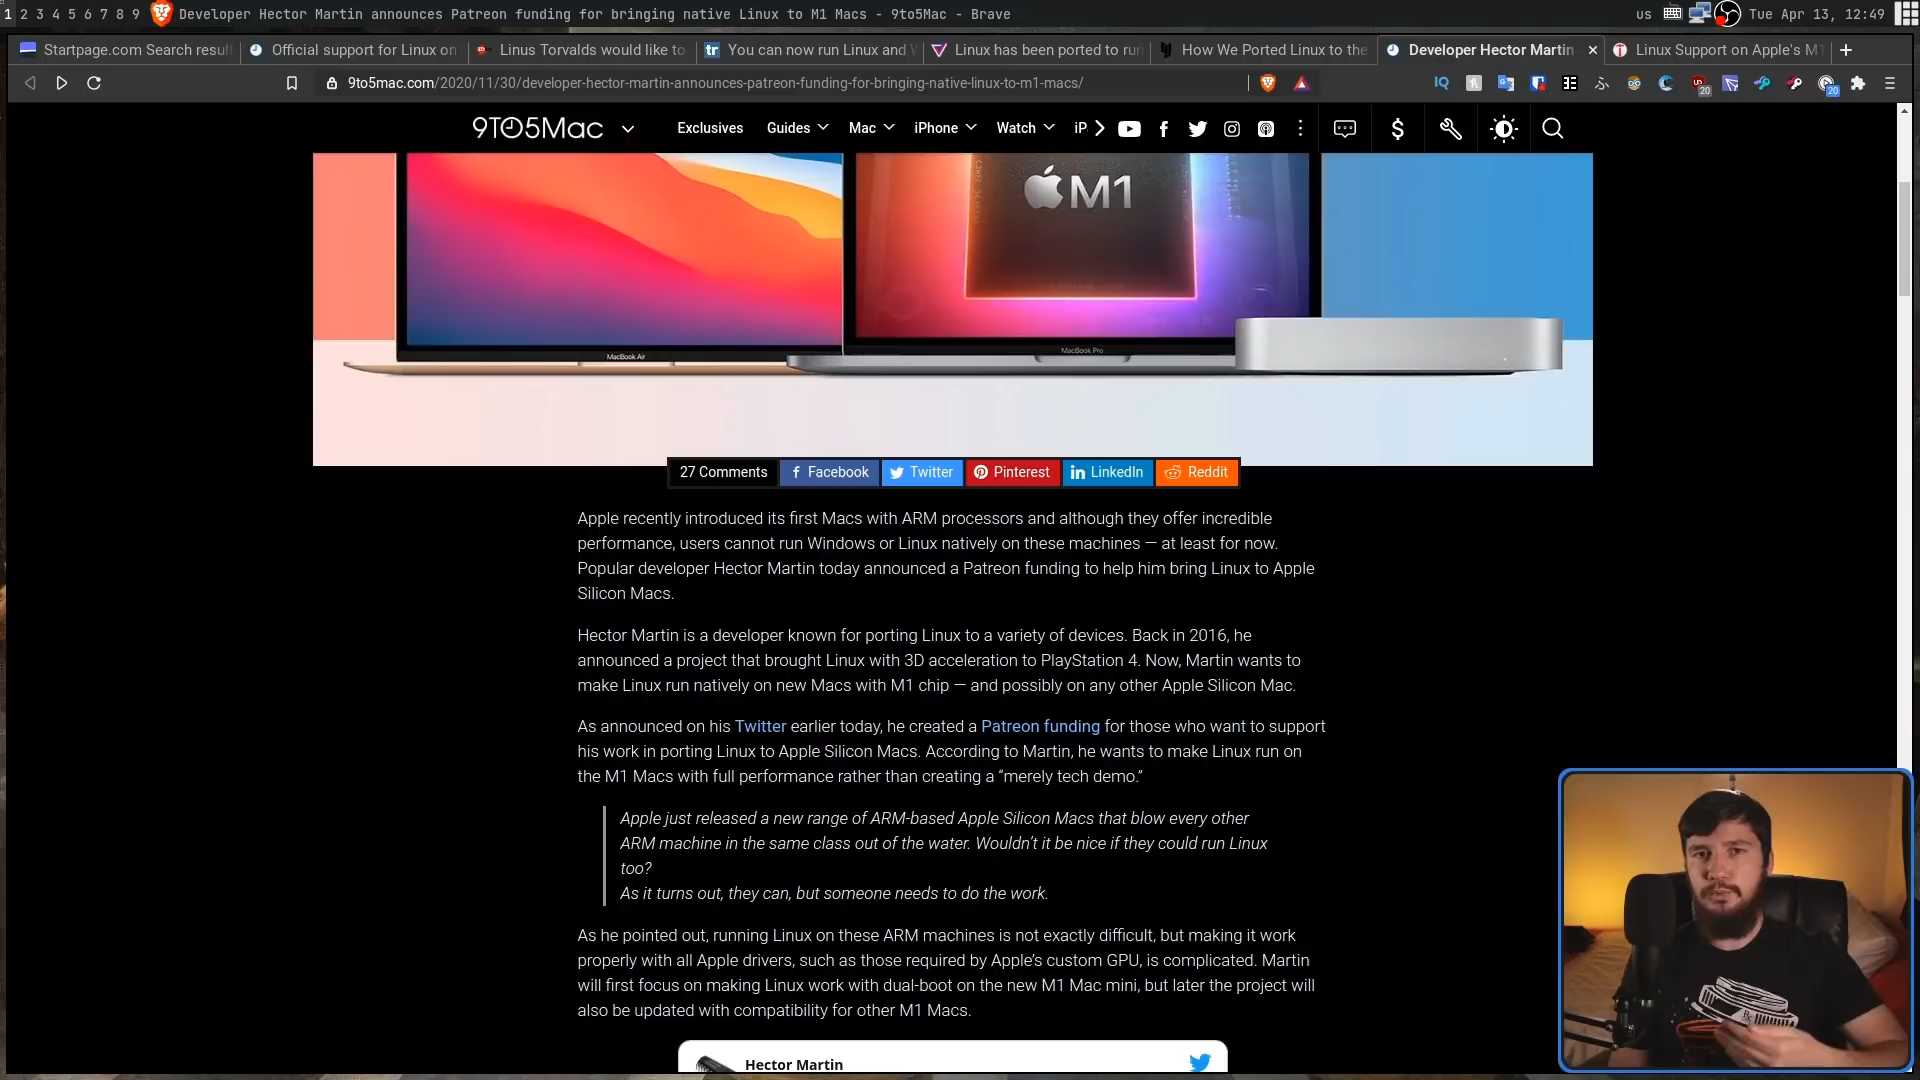 1 2 3 4 5 6 7 8 9 Developer Hector Martin announces Patreon funding for bringing native Linux to M1 Macs - 9to5Mac - Brave
us Tue Apr 13, 12:49
Startpage.com Search result
Official support for Linux on
Linus Torvalds would like to
tr You can now run Linux and W
Linux has been ported to run
How We Ported Linux to the
Developer Hector Martin
Linux Support on Apple's M1
9to5mac.com/2020/11/30/developer-hector-martin-announces-patreon-funding-for-bringing-native-linux-to-m1-macs/
IQ
20
20
9TO5Mac
Exclusives Guides Mac iPhone Watch iP
M1
MacBook Air
MacBook Pro
27 Comments Facebook Twitter Pinterest LinkedIn Reddit
Apple recently introduced its first Macs with ARM processors and although they offer incredible
performance, users cannot run Windows or Linux natively on these machines — at least for now.
Popular developer Hector Martin today announced a Patreon funding to help him bring Linux to Apple
Silicon Macs.
Hector Martin is a developer known for porting Linux to a variety of devices. Back in 2016, he
announced a project that brought Linux with 3D acceleration to PlayStation 4. Now, Martin wants to
make Linux run natively on new Macs with M1 chip — and possibly on any other Apple Silicon Mac.
As announced on his Twitter earlier today, he created a Patreon funding for those who want to support
his work in porting Linux to Apple Silicon Macs. According to Martin, he wants to make Linux run on
the M1 Macs with full performance rather than creating a “merely tech demo.”
Apple just released a new range of ARM-based Apple Silicon Macs that blow every other
ARM machine in the same class out of the water. Wouldn’t it be nice if they could run Linux
too?
As it turns out, they can, but someone needs to do the work.
As he pointed out, running Linux on these ARM machines is not exactly difficult, but making it work
properly with all Apple drivers, such as those required by Apple’s custom GPU, is complicated. Martin
will first focus on making Linux work with dual-boot on the new M1 Mac mini, but later the project will
also be updated with compatibility for other M1 Macs.
Hector Martin